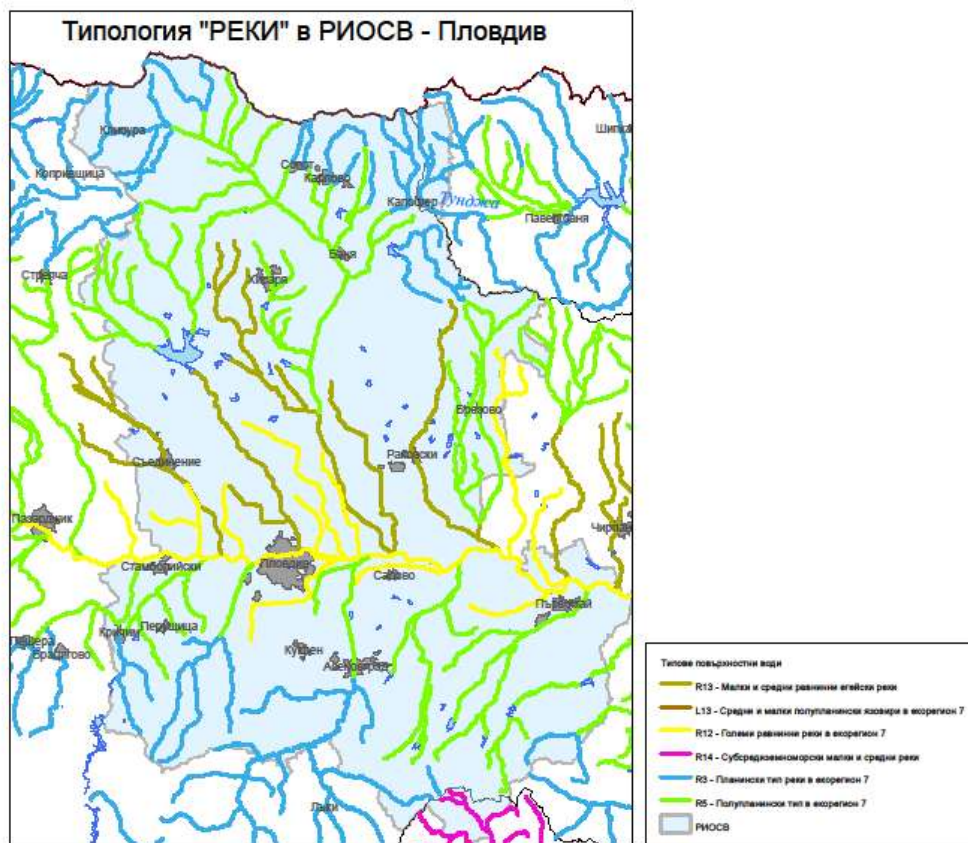 Типология "РЕКИ" в РИОСВ - Пловдив
Клисура
Шипка
Копривщица
Сопот
Карлово
Калофер
Тунджа
Павел баня
Баня
Стрелча
Хисаря
Брезово
Съединение
Раковски
Пазарджик
Чирпан
Стамболийски
Пловдив
Садово
Първомай
Пещера
Кричим
Перущица
Брацигово
Куклен
Асеновград
Лъки
Типове повърхностни води
R13 - Малки и средни равнинни егейски реки
L13 - Средни и малки полупланински язовири в екорегион 7
R12 - Големи равнинни реки в екорегион 7
R14 - Субсредиземноморски малки и средни реки
R3 - Планински тип реки в екорегион 7
R5 - Полупланински тип в екорегион 7
РИОСВ